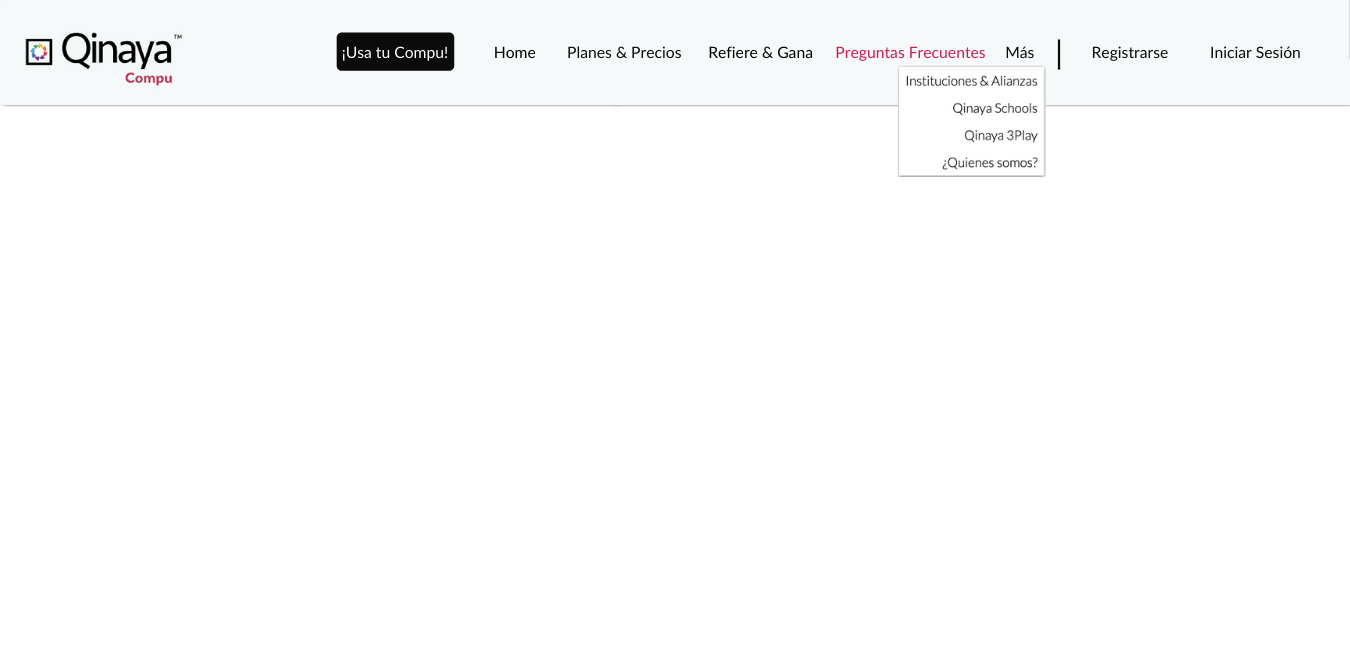 Qinaya™
Compu
¡Usa tu Compu!
Home
Planes & Precios
Refiere & Gana
Preguntas Frecuentes
Más
Registrarse
Iniciar Sesión
Instituciones & Alianzas
Qinaya Schools
Qinaya 3Play
¿Quienes somos?